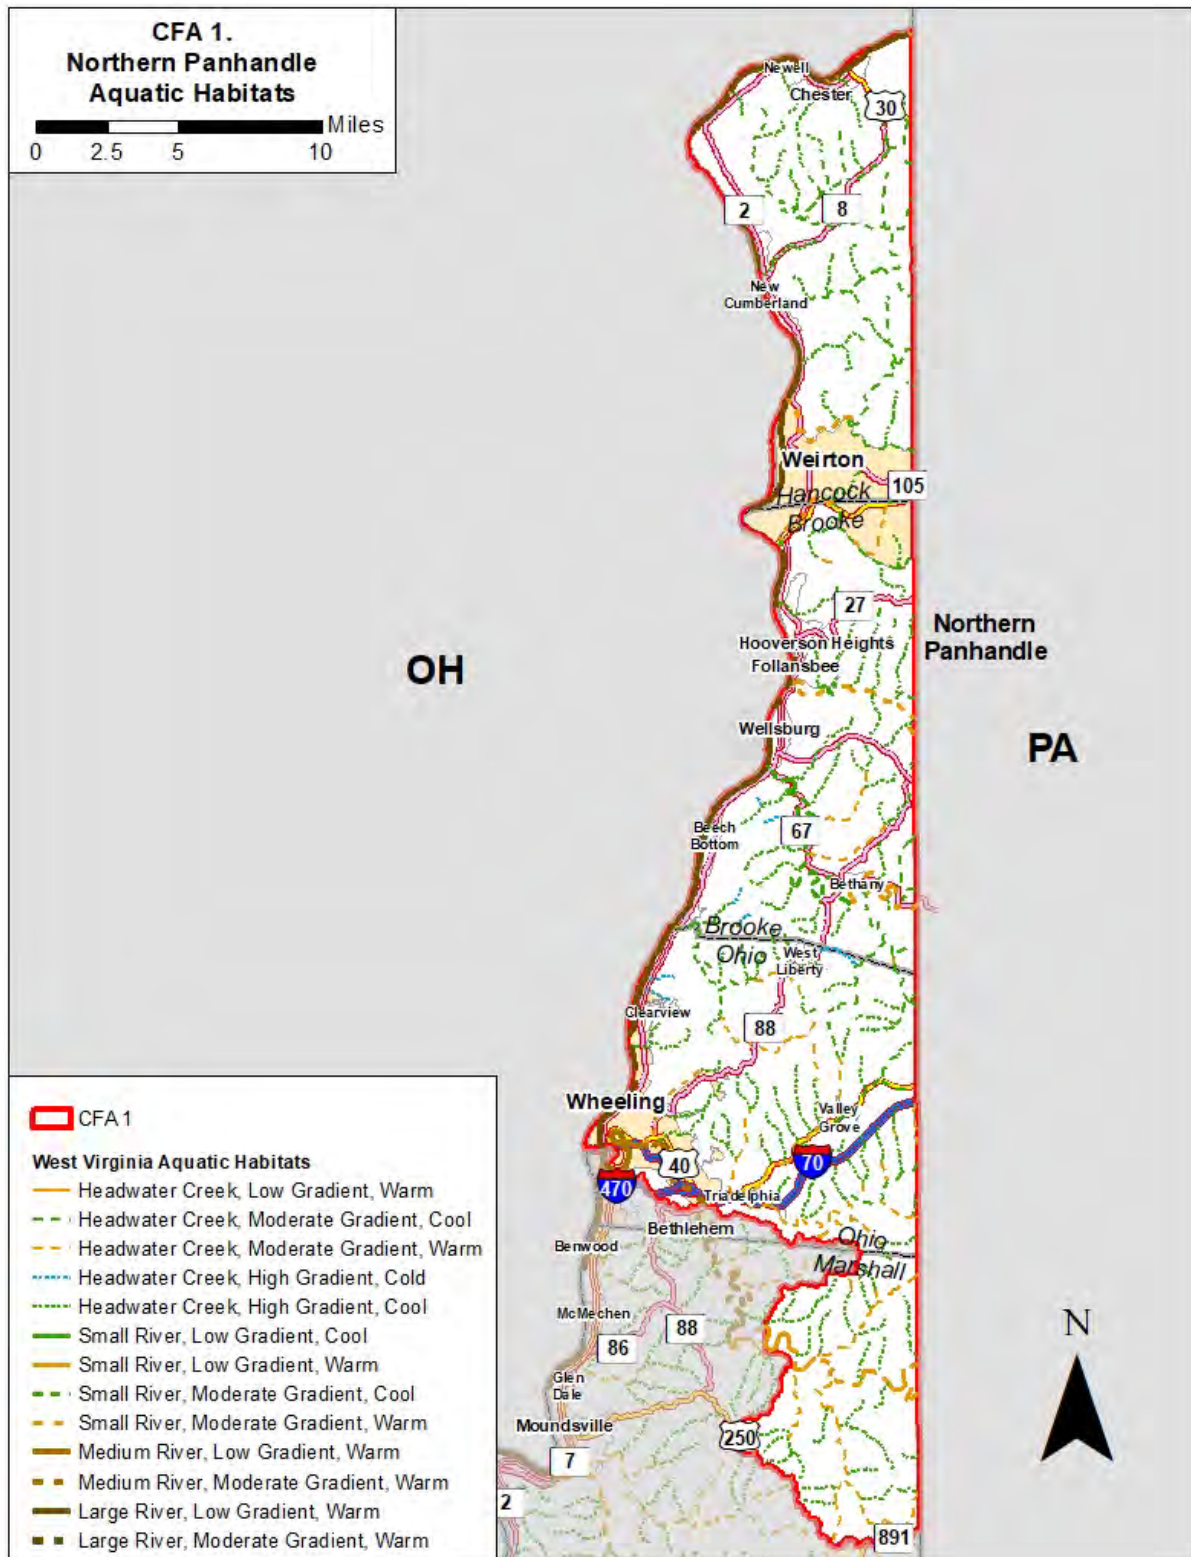 CFA 1.
Northern Panhandle
Aquatic Habitats
Miles
0 2.5 5 10
Newell
Chester
30
2
8
New
Cumberland
Weirton
105
Hancock
Brooke
27
Northern
Panhandle
Hooverson Heights
Follansbee
OH
Wellsburg
PA
67
Beech
Bottom
Bethany
Brooke
Ohio
West
Liberty
Clearview
88
Wheeling
Valley
Grove
40
70
470
Triadelphia
Bethlehem
Ohio
Marshall
Benwood
McMechen
88
86
Glen
Dale
Moundsville
250
7
2
891
N
CFA 1
West Virginia Aquatic Habitats
Headwater Creek, Low Gradient, Warm
Headwater Creek, Moderate Gradient, Cool
Headwater Creek, Moderate Gradient, Warm
Headwater Creek, High Gradient, Cold
Headwater Creek, High Gradient, Cool
Small River, Low Gradient, Cool
Small River, Low Gradient, Warm
Small River, Moderate Gradient, Cool
Small River, Moderate Gradient, Warm
Medium River, Low Gradient, Warm
Medium River, Moderate Gradient, Warm
Large River, Low Gradient, Warm
Large River, Moderate Gradient, Warm